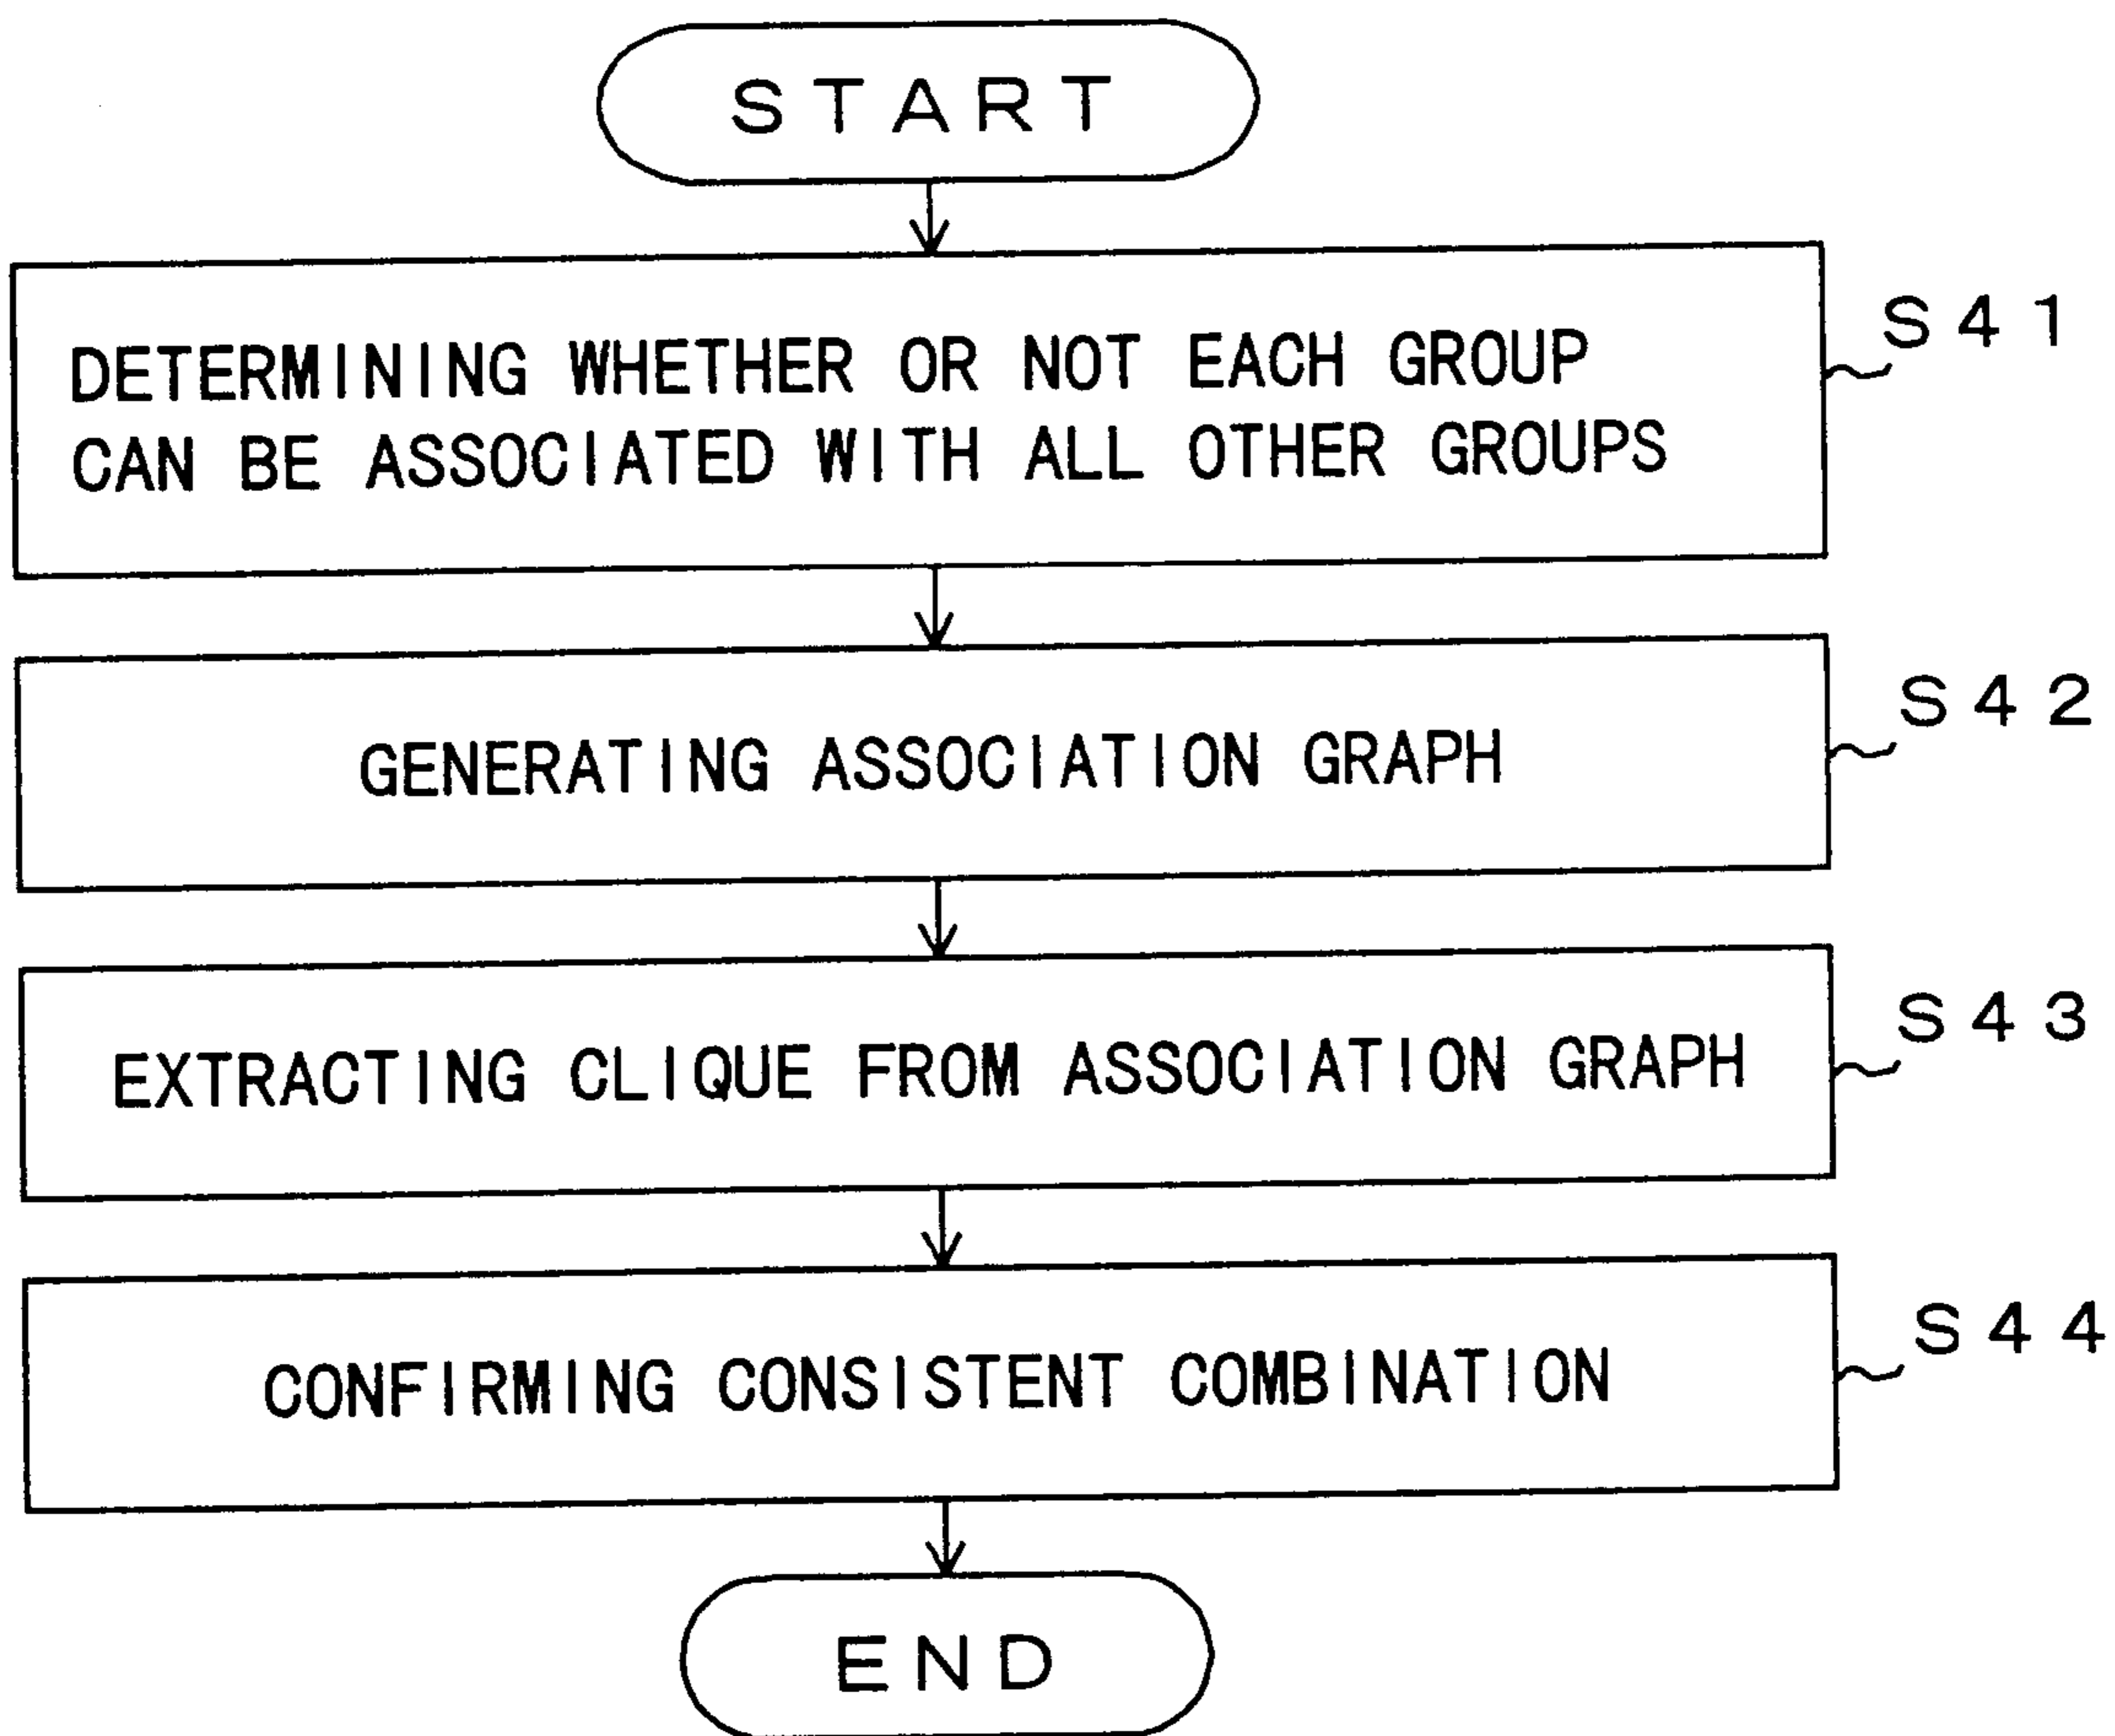 START
DETERMINING WHETHER OR NOT EACH GROUP
CAN BE ASSOCIATED WITH ALL OTHER GROUPS
S41
GENERATING ASSOCIATION GRAPH
S42
EXTRACTING CLIQUE FROM ASSOCIATION GRAPH
S43
CONFIRMING CONSISTENT COMBINATION
S44
END